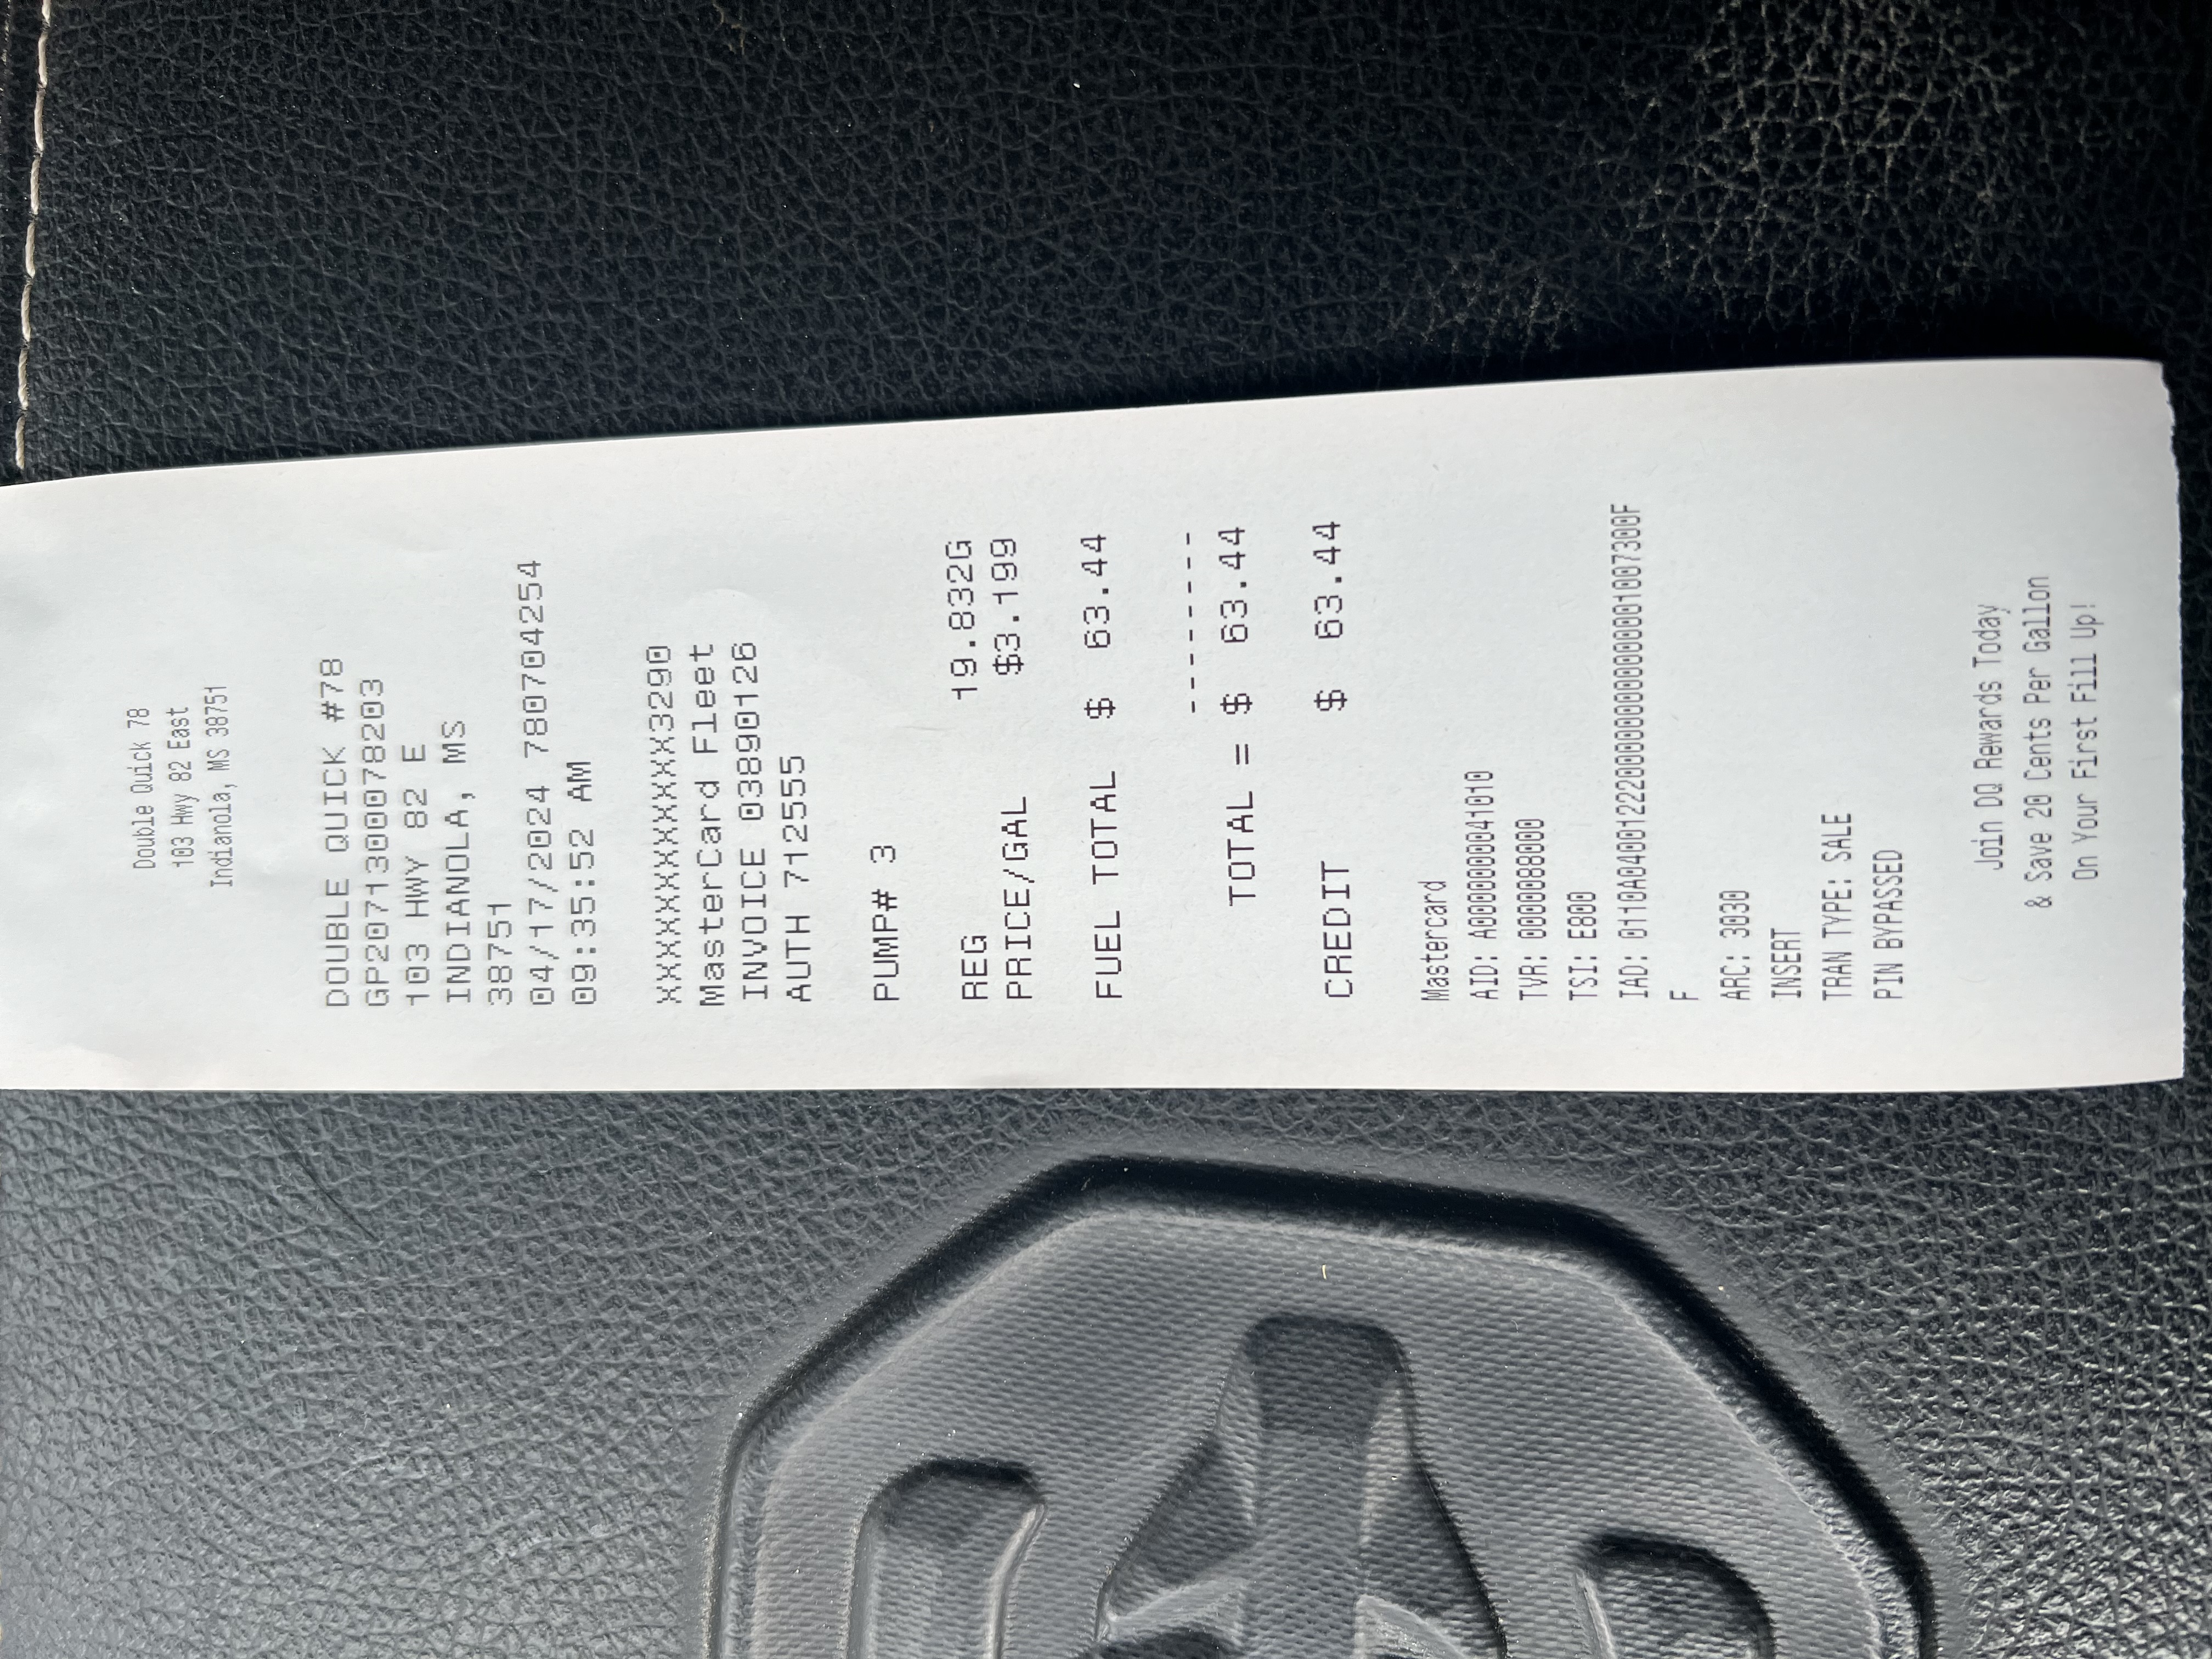 Double Quick 78
103 Hwy 82 East
Indianola, MS 38751
DOUBLE QUICK #78
GP2071300078203
103 HWY 82 E
INDIANOLA, MS
38751
04/17/2024 780704254
09:35:52 AM
XXXXXXXXXXXX3290
MasterCard Fleet
INVOICE 03890126
AUTH 712555
PUMP# 3
REG 19.832G
PRICE/GAL $3.199
FUEL TOTAL $ 63.44
--------
TOTAL = $ 63.44
CREDIT $ 63.44
Mastercard
AID: A0000000041010
TVR: 0000088000
TSI: E800
IAD: 0110A040012220000000000000001007300F
F
ARC: 3030
INSERT
TRAN TYPE: SALE
PIN BYPASSED
Join DQ Rewards Today
& Save 20 Cents Per Gallon
On Your First Fill Up!